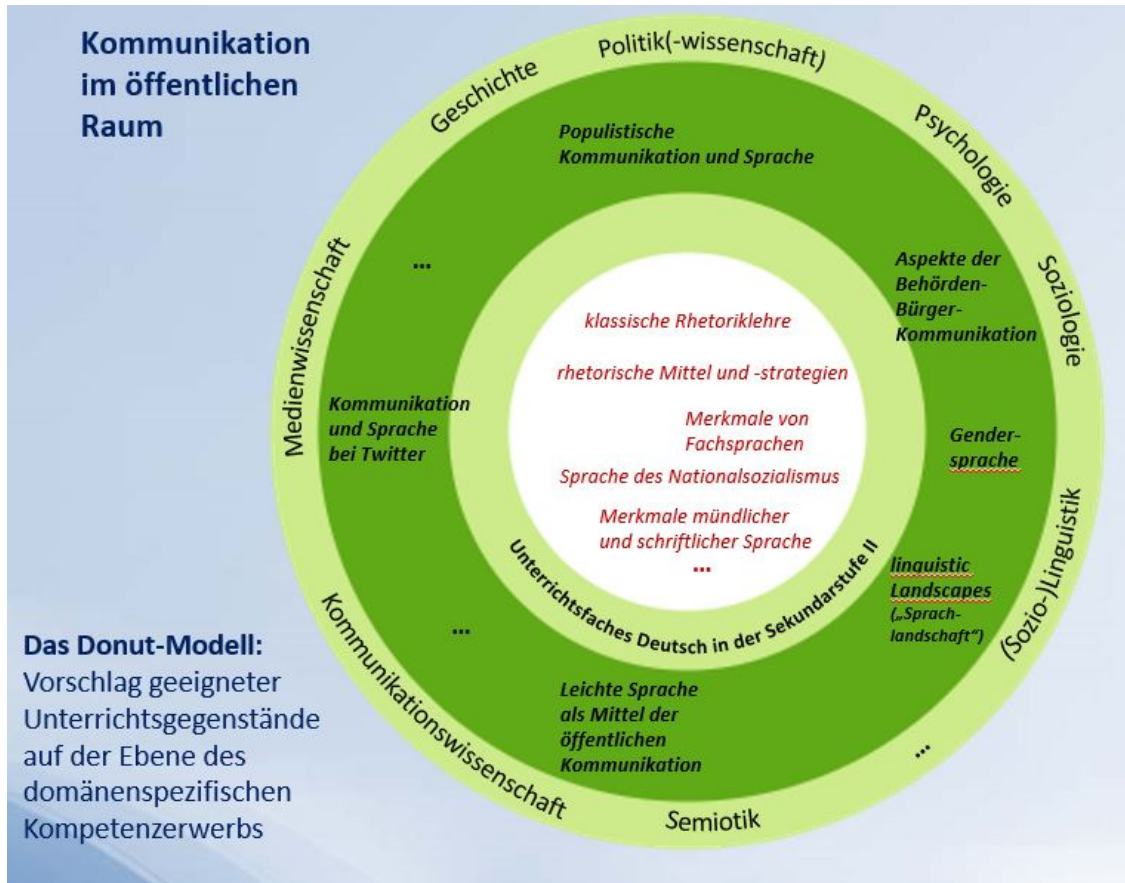 Kommunikation
im öffentlichen
Raum
Geschichte
Politik(-wissenschaft)
Psychologie
Soziologie
(Sozio-)Linguistik
...
Semiotik
Kommunikationswissenschaft
Medienwissenschaft
Populistische
Kommunikation und Sprache
...
Aspekte der
Behörden-
Bürger-
Kommunikation
Kommunikation
und Sprache
bei Twitter
Gender-
sprache
linguistic
Landscapes
(„Sprach-
landschaft“)
...
Leichte Sprache
als Mittel der
öffentlichen
Kommunikation
klassische Rhetoriklehre
rhetorische Mittel und -strategien
Merkmale von
Fachsprachen
Sprache des Nationalsozialismus
Merkmale mündlicher
und schriftlicher Sprache
...
Unterrichtsfaches Deutsch in der Sekundarstufe II
Das Donut-Modell:
Vorschlag geeigneter
Unterrichtsgegenstände
auf der Ebene des
domänenspezifischen
Kompetenzerwerbs